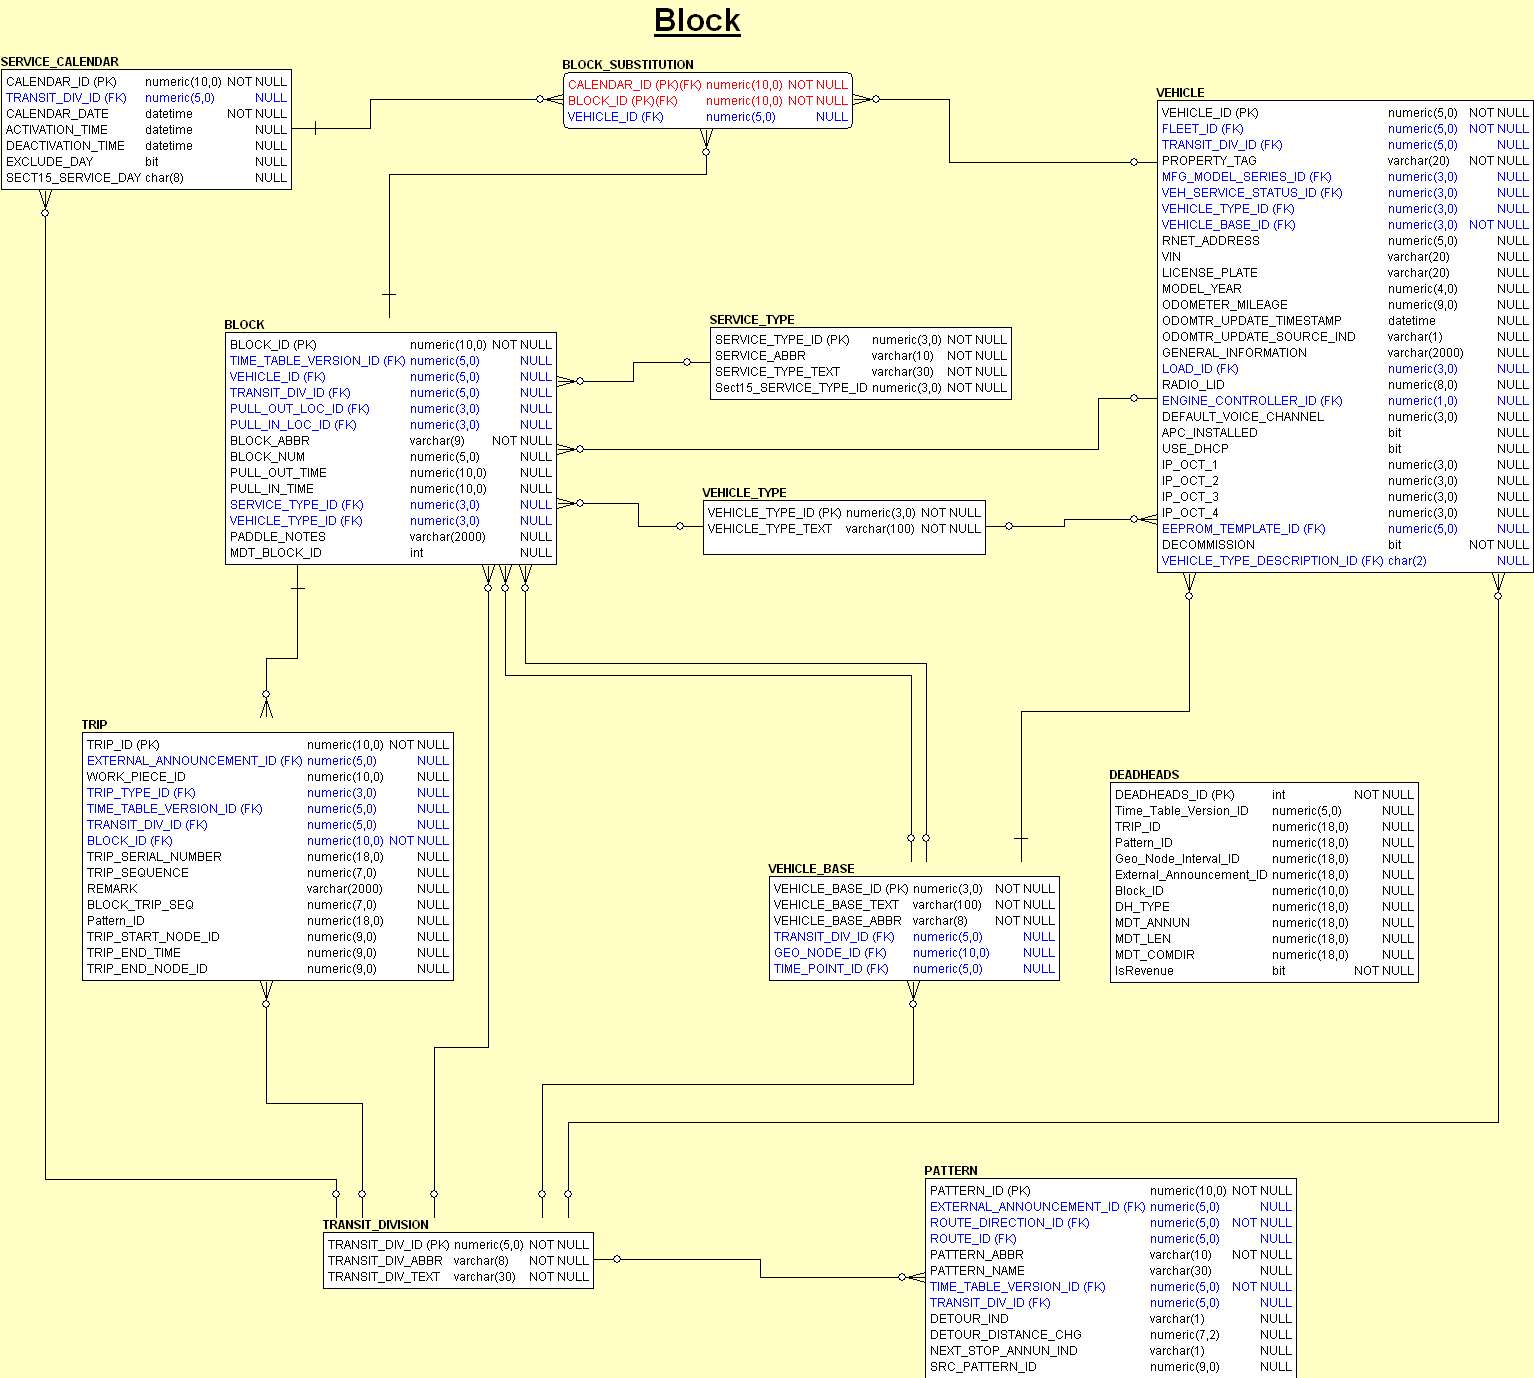 Block
SERVICE_CALENDAR
CALENDAR_ID (PK) numeric(10,0) NOT NULL
TRANSIT_DIV_ID (FK) numeric(5,0) NULL
CALENDAR_DATE datetime NOT NULL
ACTIVATION_TIME datetime NULL
DEACTIVATION_TIME datetime NULL
EXCLUDE_DAY bit NULL
SECT15_SERVICE_DAY char(8) NULL
BLOCK_SUBSTITUTION
CALENDAR_ID (PK)(FK) numeric(10,0) NOT NULL
BLOCK_ID (PK)(FK) numeric(10,0) NOT NULL
VEHICLE_ID (FK) numeric(5,0) NULL
VEHICLE
VEHICLE_ID (PK) numeric(5,0) NOT NULL
FLEET_ID (FK) numeric(5,0) NOT NULL
TRANSIT_DIV_ID (FK) numeric(5,0) NULL
PROPERTY_TAG varchar(20) NOT NULL
MFG_MODEL_SERIES_ID (FK) numeric(3,0) NULL
VEH_SERVICE_STATUS_ID (FK) numeric(3,0) NULL
VEHICLE_TYPE_ID (FK) numeric(3,0) NULL
VEHICLE_BASE_ID (FK) numeric(3,0) NOT NULL
RNET_ADDRESS numeric(5,0) NULL
VIN varchar(20) NULL
LICENSE_PLATE varchar(20) NULL
MODEL_YEAR numeric(4,0) NULL
ODOMETER_MILEAGE numeric(9,0) NULL
ODOMTR_UPDATE_TIMESTAMP datetime NULL
ODOMTR_UPDATE_SOURCE_IND varchar(1) NULL
GENERAL_INFORMATION varchar(2000) NULL
LOAD_ID (FK) numeric(3,0) NULL
RADIO_LID numeric(8,0) NULL
ENGINE_CONTROLLER_ID (FK) numeric(1,0) NULL
DEFAULT_VOICE_CHANNEL numeric(3,0) NULL
APC_INSTALLED bit NULL
USE_DHCP bit NULL
IP_OCT_1 numeric(3,0) NULL
IP_OCT_2 numeric(3,0) NULL
IP_OCT_3 numeric(3,0) NULL
IP_OCT_4 numeric(3,0) NULL
EEPROM_TEMPLATE_ID (FK) numeric(5,0) NULL
DECOMMISSION bit NOT NULL
VEHICLE_TYPE_DESCRIPTION_ID (FK) char(2) NULL
BLOCK
BLOCK_ID (PK) numeric(10,0) NOT NULL
TIME_TABLE_VERSION_ID (FK) numeric(5,0) NULL
VEHICLE_ID (FK) numeric(5,0) NULL
TRANSIT_DIV_ID (FK) numeric(5,0) NULL
PULL_OUT_LOC_ID (FK) numeric(3,0) NULL
PULL_IN_LOC_ID (FK) numeric(3,0) NULL
BLOCK_ABBR varchar(9) NOT NULL
BLOCK_NUM numeric(5,0) NULL
PULL_OUT_TIME numeric(10,0) NULL
PULL_IN_TIME numeric(10,0) NULL
SERVICE_TYPE_ID (FK) numeric(3,0) NULL
VEHICLE_TYPE_ID (FK) numeric(3,0) NULL
PADDLE_NOTES varchar(2000) NULL
MDT_BLOCK_ID int NULL
SERVICE_TYPE
SERVICE_TYPE_ID (PK) numeric(3,0) NOT NULL
SERVICE_ABBR varchar(10) NOT NULL
SERVICE_TYPE_TEXT varchar(30) NOT NULL
Sect15_SERVICE_TYPE_ID numeric(3,0) NOT NULL
VEHICLE_TYPE
VEHICLE_TYPE_ID (PK) numeric(3,0) NOT NULL
VEHICLE_TYPE_TEXT varchar(100) NOT NULL
TRIP
TRIP_ID (PK) numeric(10,0) NOT NULL
EXTERNAL_ANNOUNCEMENT_ID (FK) numeric(5,0) NULL
WORK_PIECE_ID numeric(10,0) NULL
TRIP_TYPE_ID (FK) numeric(3,0) NULL
TIME_TABLE_VERSION_ID (FK) numeric(5,0) NULL
TRANSIT_DIV_ID (FK) numeric(5,0) NULL
BLOCK_ID (FK) numeric(10,0) NOT NULL
TRIP_SERIAL_NUMBER numeric(18,0) NULL
TRIP_SEQUENCE numeric(7,0) NULL
REMARK varchar(2000) NULL
BLOCK_TRIP_SEQ numeric(7,0) NULL
Pattern_ID numeric(18,0) NULL
TRIP_START_NODE_ID numeric(9,0) NULL
TRIP_END_TIME numeric(9,0) NULL
TRIP_END_NODE_ID numeric(9,0) NULL
DEADHEADS
DEADHEADS_ID (PK) int NOT NULL
Time_Table_Version_ID numeric(5,0) NULL
TRIP_ID numeric(18,0) NULL
Pattern_ID numeric(18,0) NULL
Geo_Node_Interval_ID numeric(18,0) NULL
External_Announcement_ID numeric(18,0) NULL
Block_ID numeric(10,0) NULL
DH_TYPE numeric(18,0) NULL
MDT_ANNUN numeric(18,0) NULL
MDT_LEN numeric(18,0) NULL
MDT_COMDIR numeric(18,0) NULL
IsRevenue bit NOT NULL
VEHICLE_BASE
VEHICLE_BASE_ID (PK) numeric(3,0) NOT NULL
VEHICLE_BASE_TEXT varchar(100) NOT NULL
VEHICLE_BASE_ABBR varchar(8) NOT NULL
TRANSIT_DIV_ID (FK) numeric(5,0) NULL
GEO_NODE_ID (FK) numeric(10,0) NULL
TIME_POINT_ID (FK) numeric(5,0) NULL
TRANSIT_DIVISION
TRANSIT_DIV_ID (PK) numeric(5,0) NOT NULL
TRANSIT_DIV_ABBR varchar(8) NOT NULL
TRANSIT_DIV_TEXT varchar(30) NOT NULL
PATTERN
PATTERN_ID (PK) numeric(10,0) NOT NULL
EXTERNAL_ANNOUNCEMENT_ID (FK) numeric(5,0) NULL
ROUTE_DIRECTION_ID (FK) numeric(5,0) NOT NULL
ROUTE_ID (FK) numeric(5,0) NULL
PATTERN_ABBR varchar(10) NOT NULL
PATTERN_NAME varchar(30) NULL
TIME_TABLE_VERSION_ID (FK) numeric(5,0) NOT NULL
TRANSIT_DIV_ID (FK) numeric(5,0) NULL
DETOUR_IND varchar(1) NULL
DETOUR_DISTANCE_CHG numeric(7,2) NULL
NEXT_STOP_ANNUN_IND varchar(1) NULL
SRC_PATTERN_ID numeric(9,0) NULL